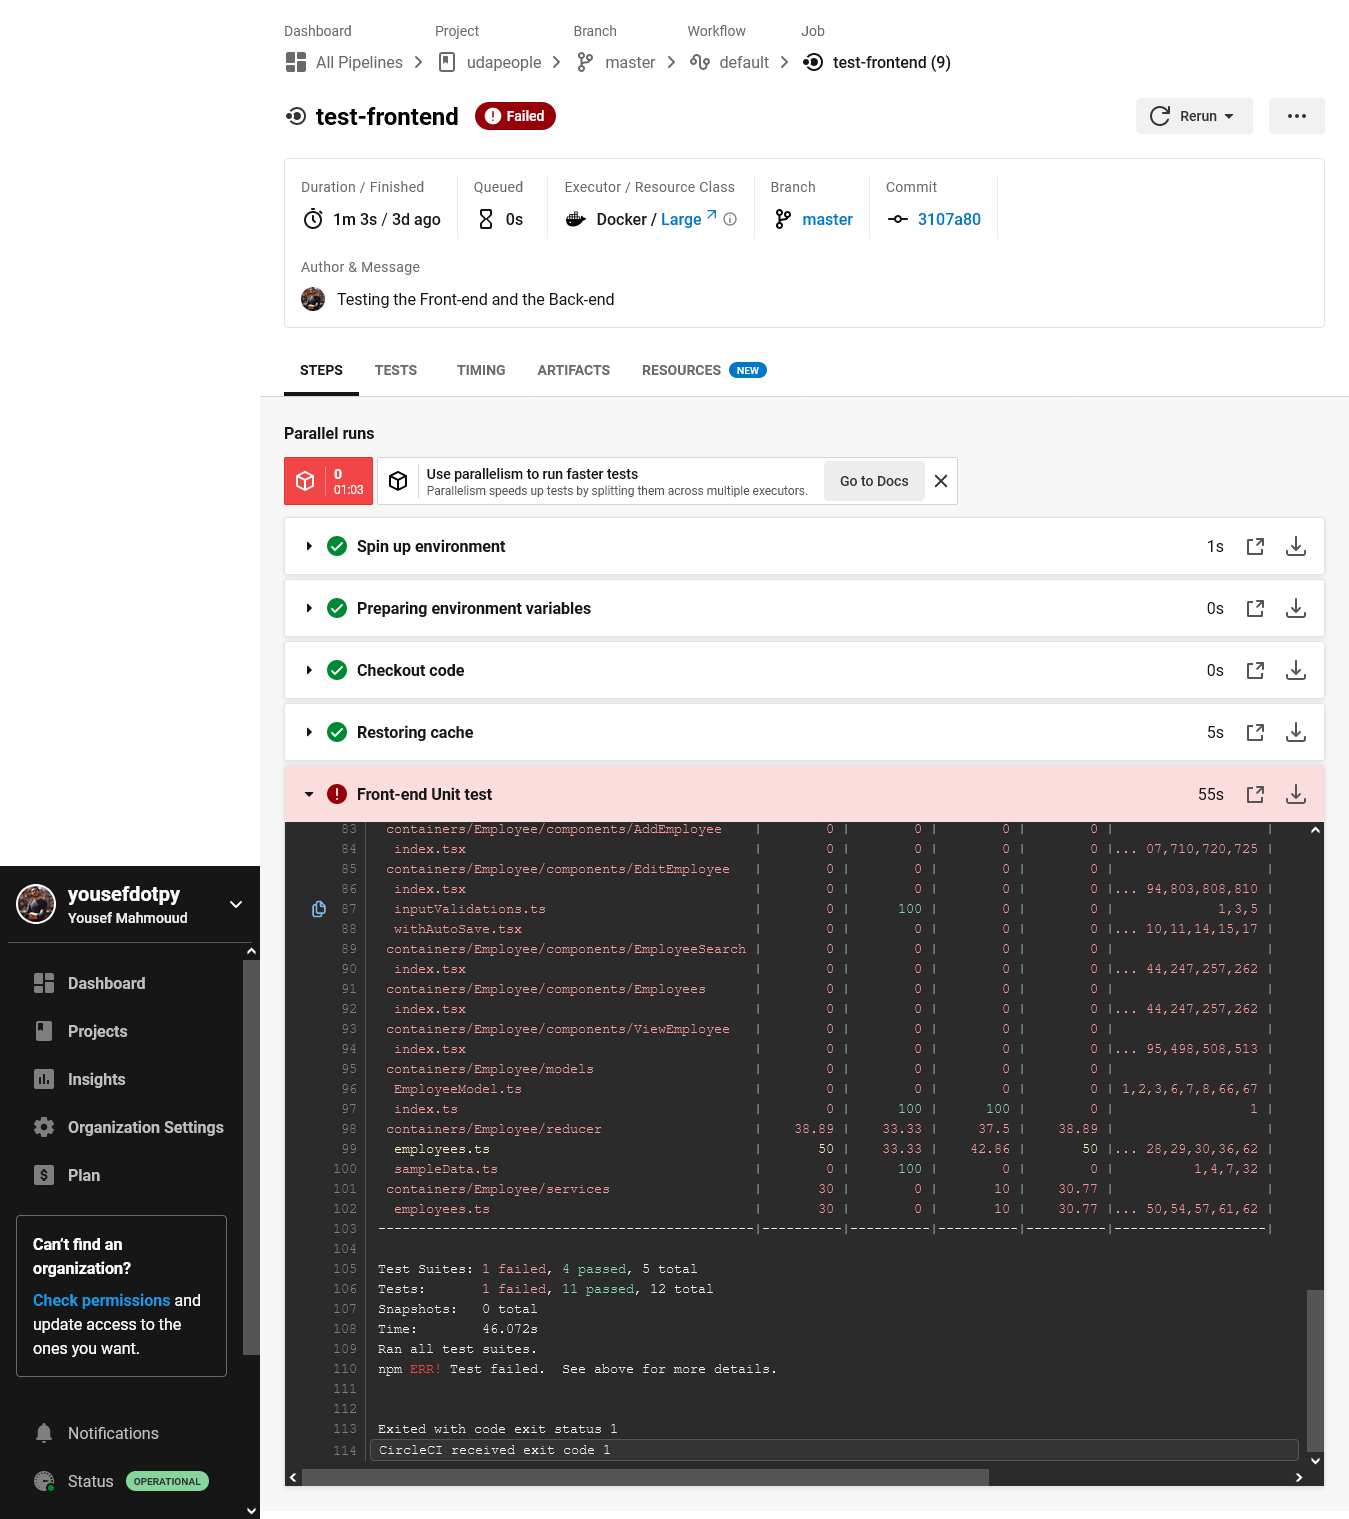 Dashboard Project Branch Workflow Job
All Pipelines udapeople master default test-frontend (9)
test-frontend Failed Rerun
Duration / Finished Queued Executor / Resource Class Branch Commit
1m 3s / 3d ago 0s Docker / Large master 3107a80
Author & Message
Testing the Front-end and the Back-end
STEPS TESTS TIMING ARTIFACTS RESOURCES NEW
Parallel runs
0
01:03
Use parallelism to run faster tests
Parallelism speeds up tests by splitting them across multiple executors.
Go to Docs
Spin up environment 1s
Preparing environment variables 0s
Checkout code 0s
Restoring cache 5s
Front-end Unit test 55s
83 containers/Employee/components/AddEmployee | 0 | 0 | 0 | 0 | |
84 index.tsx | 0 | 0 | 0 | 0 |... 07,710,720,725 |
85 containers/Employee/components/EditEmployee | 0 | 0 | 0 | 0 | |
86 index.tsx | 0 | 0 | 0 | 0 |... 94,803,808,810 |
87 inputValidations.ts | 0 | 100 | 0 | 0 | 1,3,5 |
88 withAutoSave.tsx | 0 | 0 | 0 | 0 |... 10,11,14,15,17 |
89 containers/Employee/components/EmployeeSearch | 0 | 0 | 0 | 0 | |
90 index.tsx | 0 | 0 | 0 | 0 |... 44,247,257,262 |
91 containers/Employee/components/Employees | 0 | 0 | 0 | 0 | |
92 index.tsx | 0 | 0 | 0 | 0 |... 44,247,257,262 |
93 containers/Employee/components/ViewEmployee | 0 | 0 | 0 | 0 | |
94 index.tsx | 0 | 0 | 0 | 0 |... 95,498,508,513 |
95 containers/Employee/models | 0 | 0 | 0 | 0 | |
96 EmployeeModel.ts | 0 | 0 | 0 | 0 | 1,2,3,6,7,8,66,67 |
97 index.ts | 0 | 100 | 100 | 0 | 1 |
98 containers/Employee/reducer | 38.89 | 33.33 | 37.5 | 38.89 | |
99 employees.ts | 50 | 33.33 | 42.86 | 50 |... 28,29,30,36,62 |
100 sampleData.ts | 0 | 100 | 0 | 0 | 1,4,7,32 |
101 containers/Employee/services | 30 | 0 | 10 | 30.77 | |
102 employees.ts | 30 | 0 | 10 | 30.77 |... 50,54,57,61,62 |
103 -----------------------------------------------|----------|----------|----------|----------|-------------------|
104
105 Test Suites: 1 failed, 4 passed, 5 total
106 Tests: 1 failed, 11 passed, 12 total
107 Snapshots: 0 total
108 Time: 46.072s
109 Ran all test suites.
110 npm ERR! Test failed. See above for more details.
111
112
113 Exited with code exit status 1
114 CircleCI received exit code 1
yousefdotpy
Yousef Mahmouud
Dashboard
Projects
Insights
Organization Settings
Plan
Can't find an
organization?
Check permissions and
update access to the
ones you want.
Notifications
Status OPERATIONAL